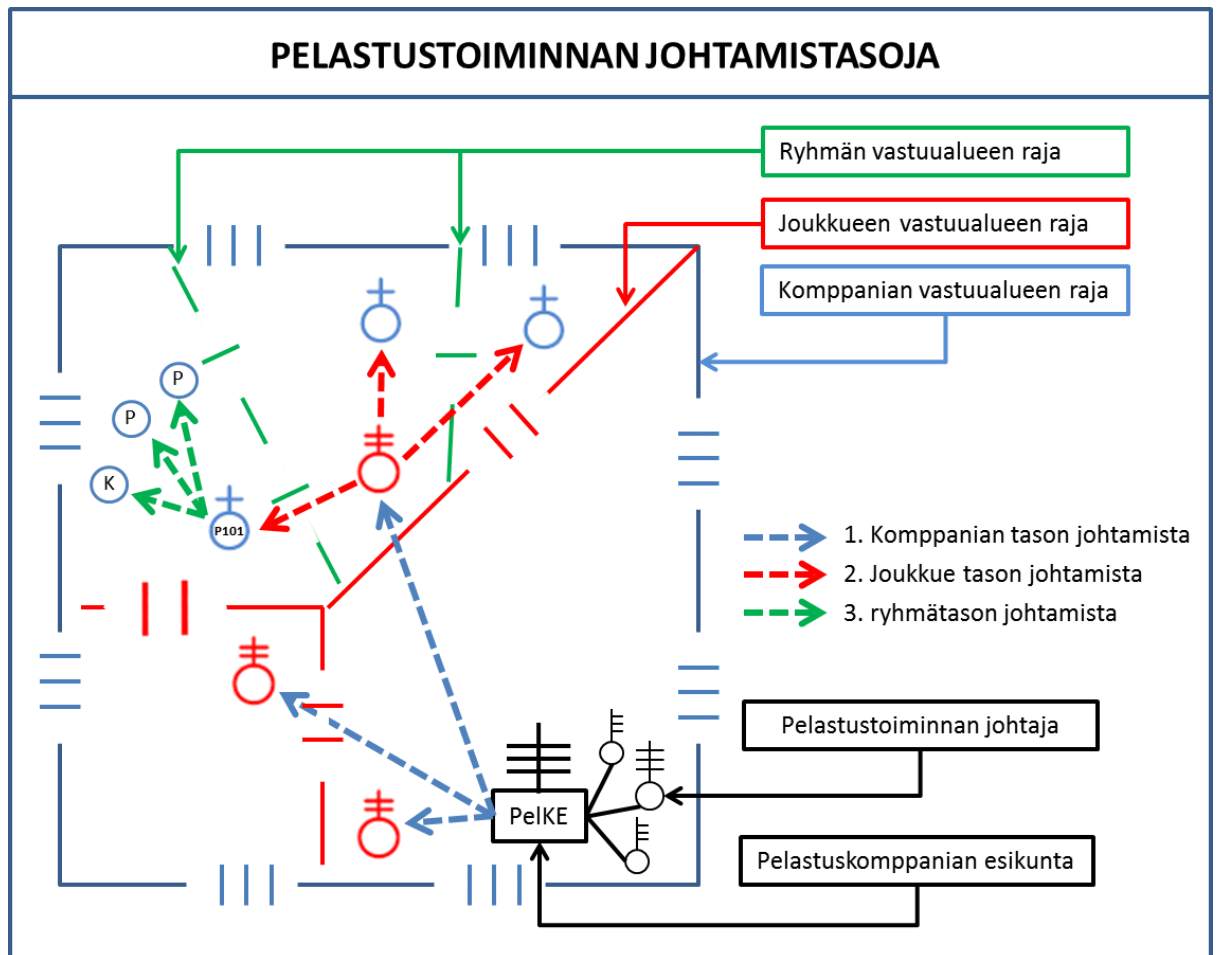 PELASTUSTOIMINNAN JOHTAMISTASOJA
Ryhmän vastuualueen raja
Joukkueen vastuualueen raja
Komppanian vastuualueen raja
P
P
K
P101
1. Komppanian tason johtamista
2. Joukkue tason johtamista
3. ryhmätason johtamista
Pelastustoiminnan johtaja
PelKE
Pelastuskomppanian esikunta